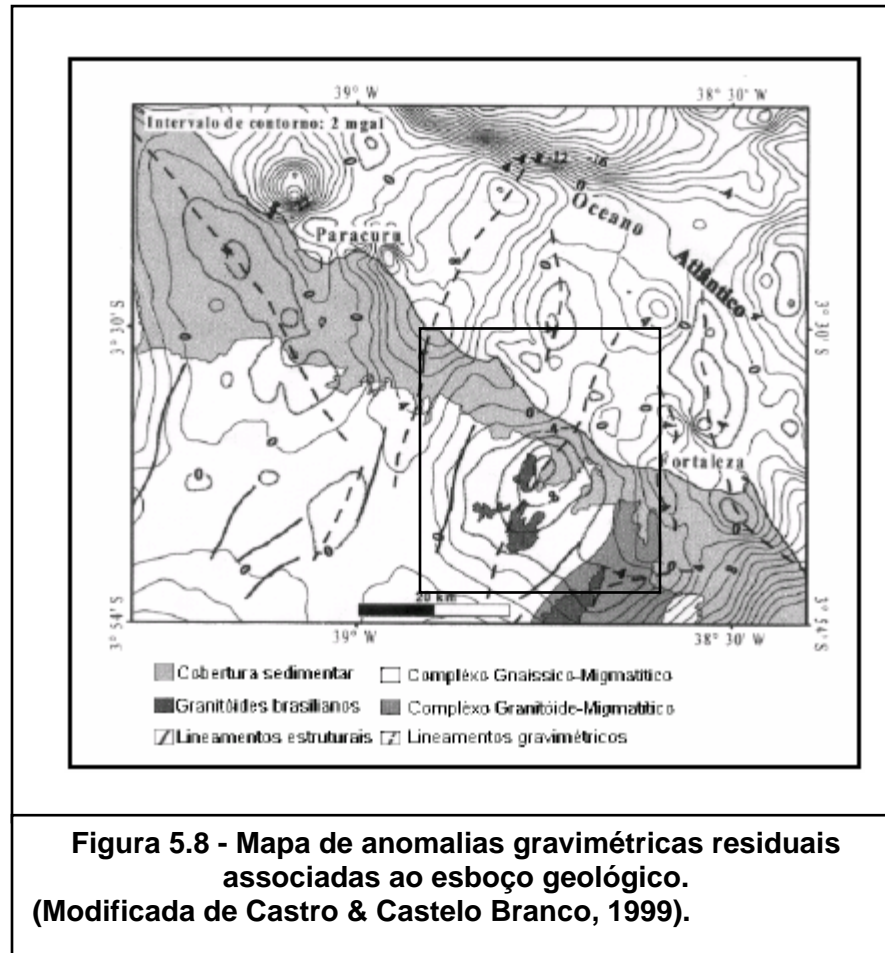 39° W 38° 30' W
Intervalo de contorno: 2 mgal
Oceano
Atlântico
Paracuru
3° 30' S 3° 30' S
Fortaleza
20 km
3° 54' S 3° 54' S
39° W 38° 30' W
Cobertura sedimentar Compléxo Gnaissico-Migmatítico
Granitóides brasilianos Compléxo Granitóide-Migmatítico
Lineamentos estruturais Lineamentos gravimétricos
Figura 5.8 - Mapa de anomalias gravimétricas residuais
associadas ao esboço geológico.
(Modificada de Castro & Castelo Branco, 1999).